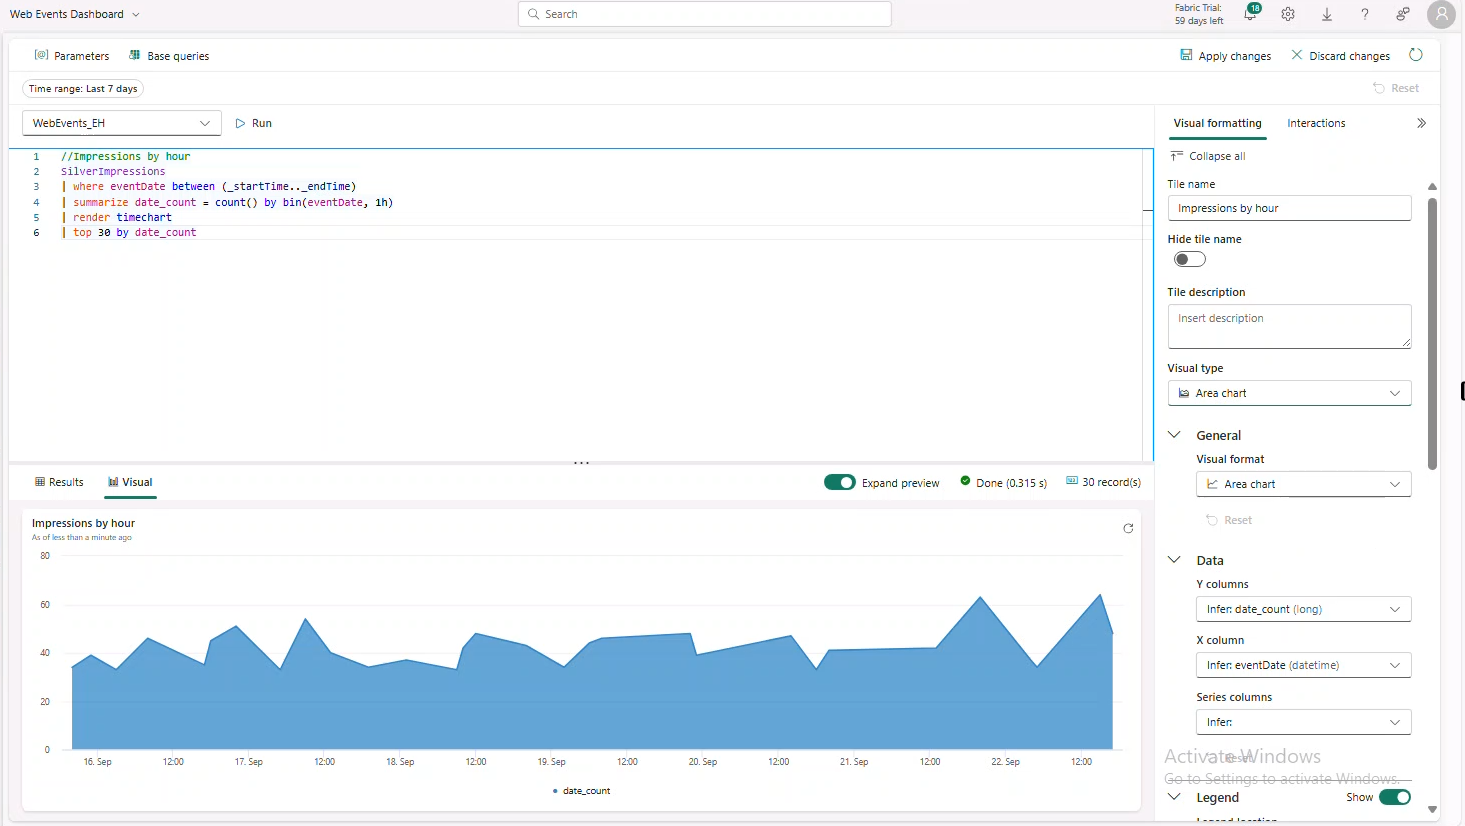 Web Events Dashboard
Search
Fabric Trial:
59 days left
18
Parameters
Base queries
Apply changes
Discard changes
Time range: Last 7 days
Reset
WebEvents_EH
Run
1 //Impressions by hour
2 SilverImpressions
3 | where eventDate between (_startTime.._endTime)
4 | summarize date_count = count() by bin(eventDate, 1h)
5 | render timechart
6 | top 30 by date_count
Visual formatting
Interactions
Collapse all
Tile name
Impressions by hour
Hide tile name
Tile description
Insert description
Visual type
Area chart
General
Visual format
Area chart
Reset
Data
Y columns
Infer: date_count (long)
X column
Infer: eventDate (datetime)
Series columns
Infer:
Reset
Activate Windows
Go to Settings to activate Windows.
Legend
Show
Legend location
Results
Visual
Expand preview
Done (0.315 s)
30 record(s)
Impressions by hour
As of less than a minute ago
80
60
40
20
0
16. Sep 12:00 17. Sep 12:00 18. Sep 12:00 19. Sep 12:00 20. Sep 12:00 21. Sep 12:00 22. Sep 12:00
date_count